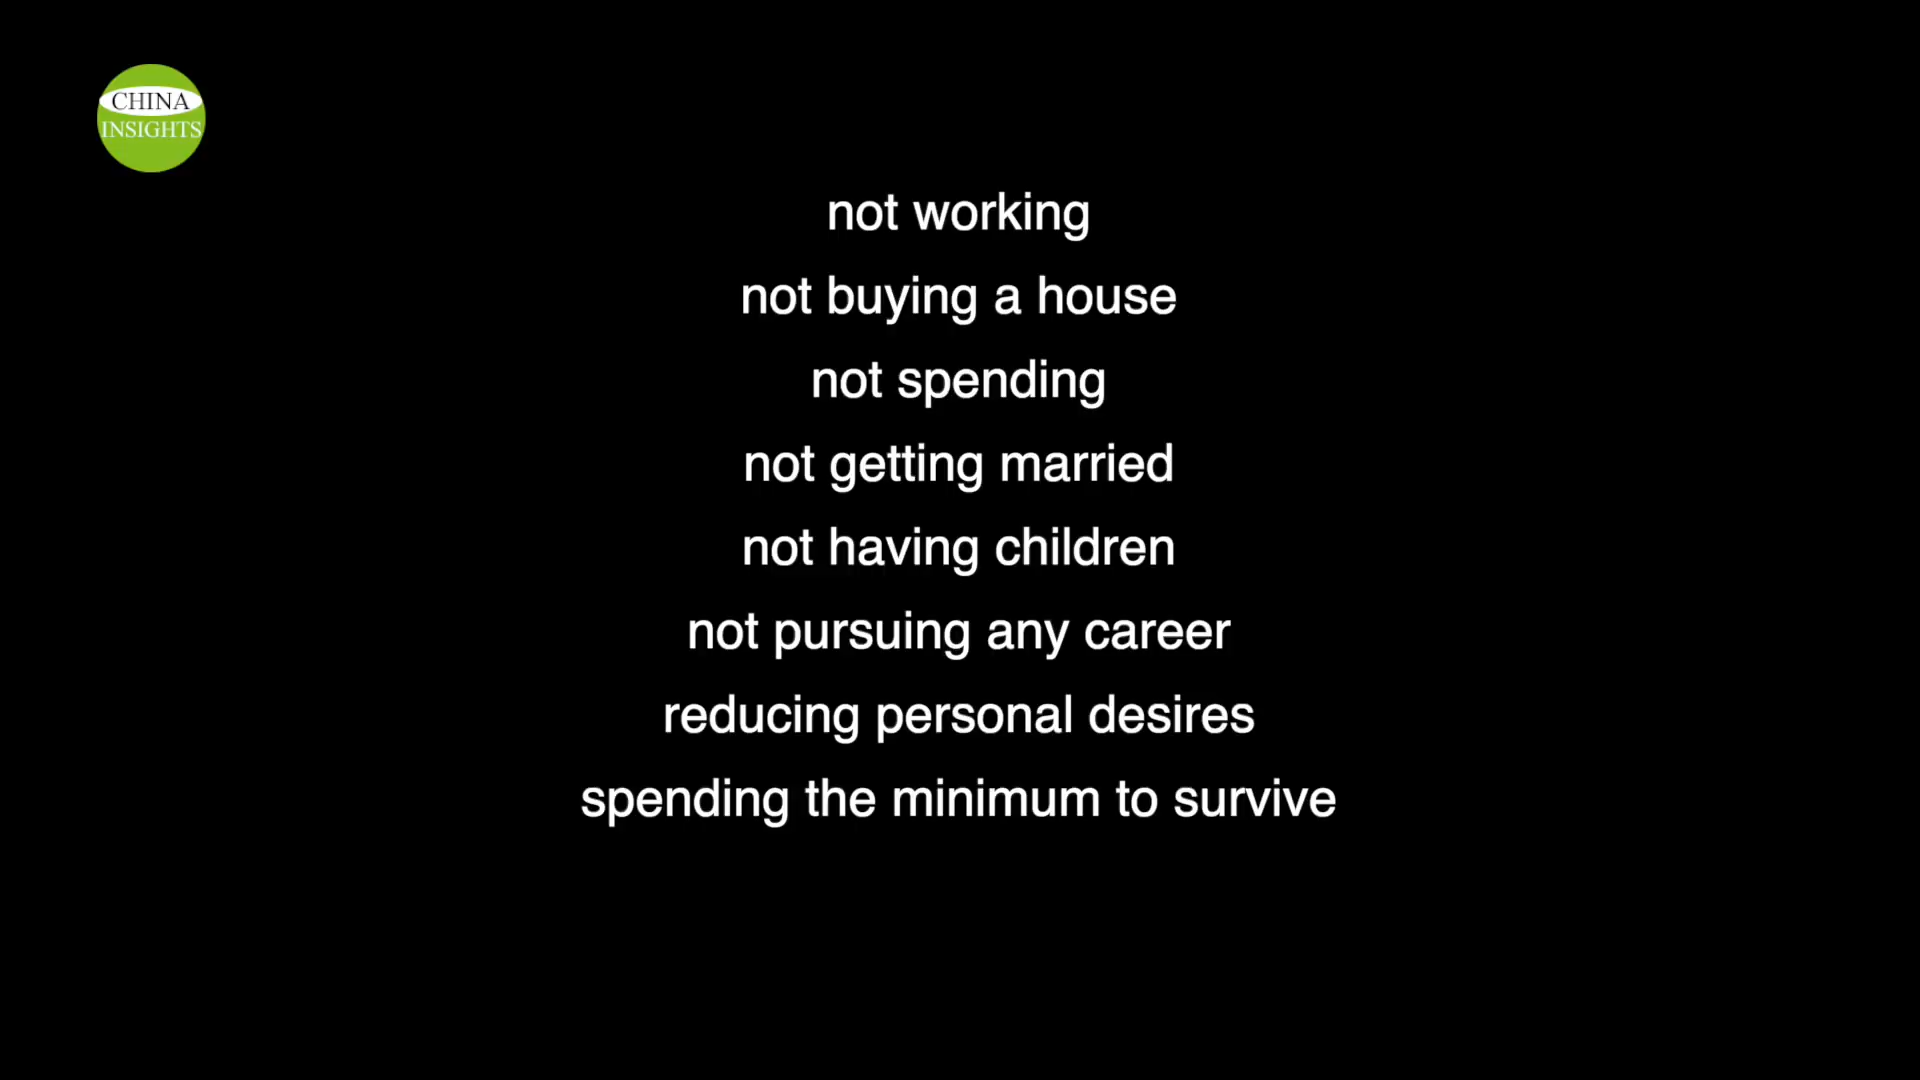 CHINA
INSIGHTS
not working
not buying a house
not spending
not getting married
not having children
not pursuing any career
reducing personal desires
spending the minimum to survive